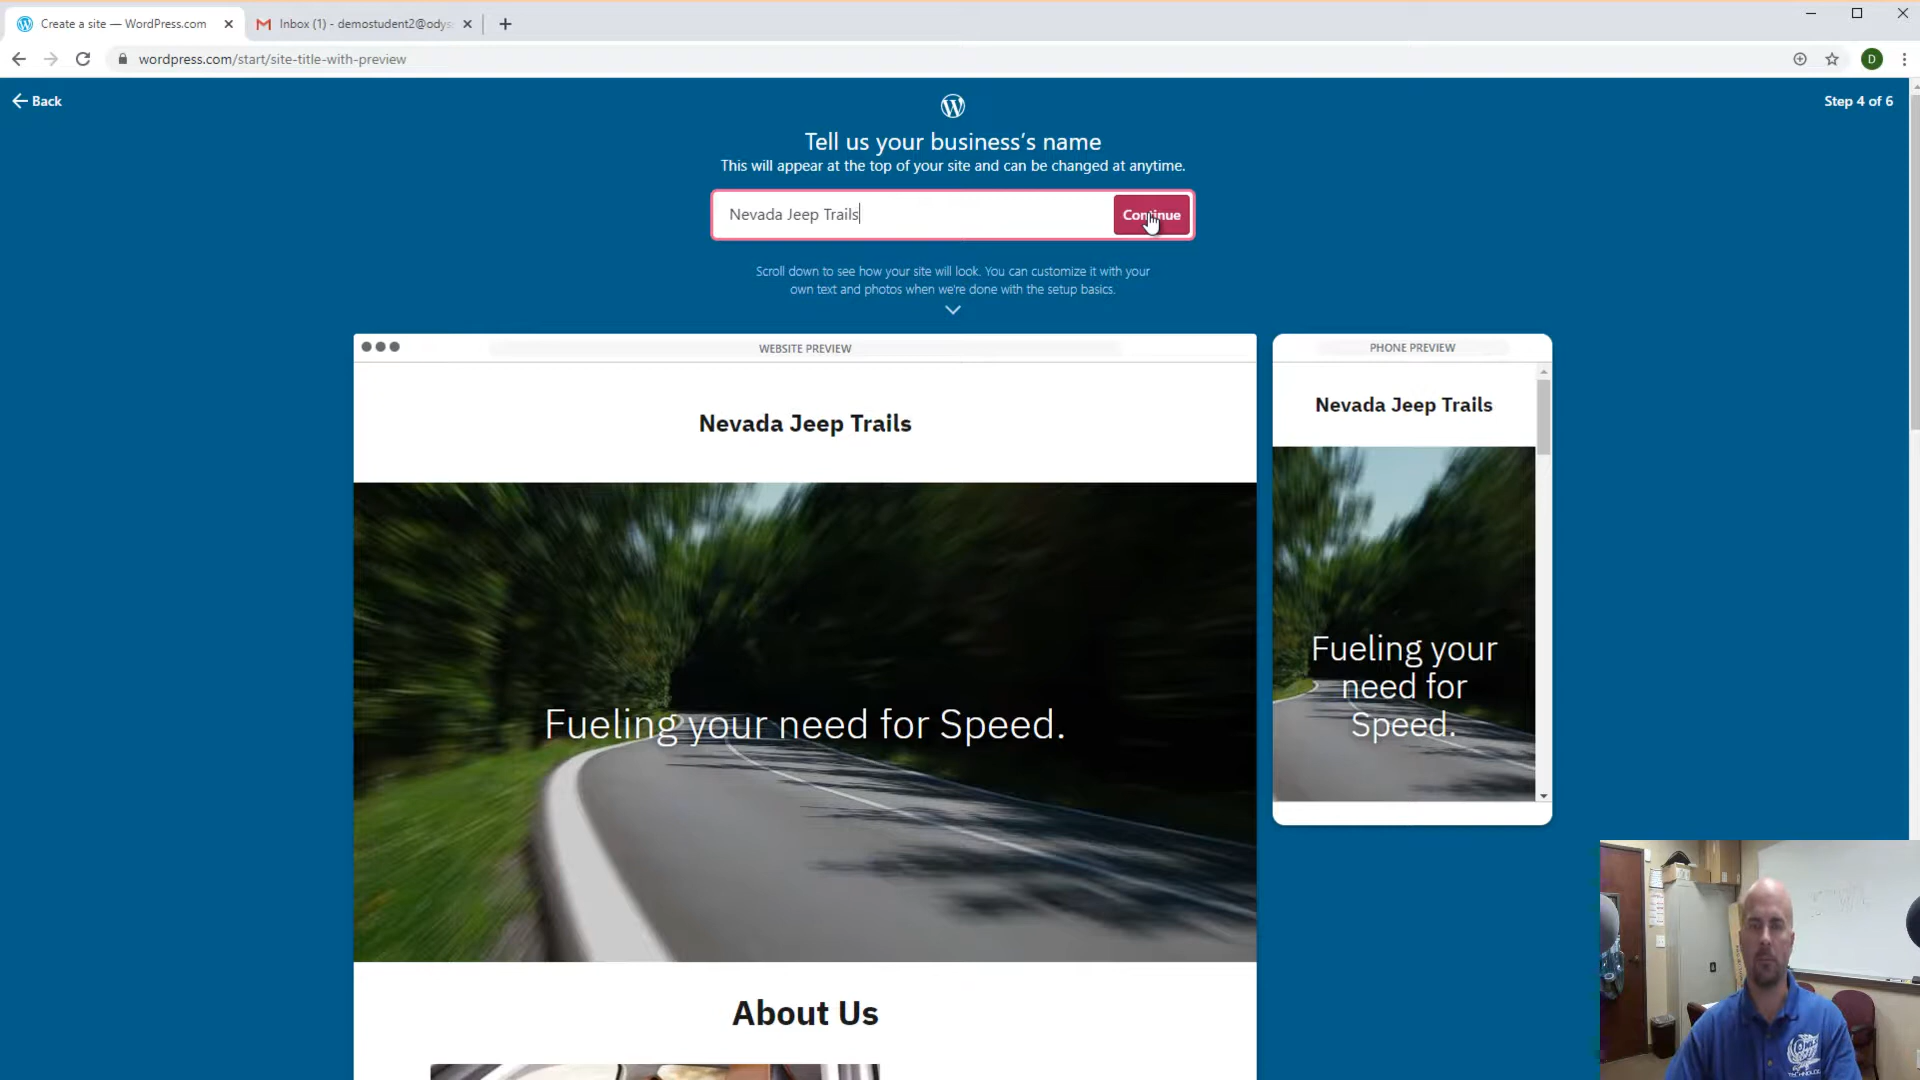 Create a site — WordPress.com
Inbox (1) - demostudent2@odys
wordpress.com/start/site-title-with-preview
D
Back
Step 4 of 6
Tell us your business’s name
This will appear at the top of your site and can be changed at anytime.
Nevada Jeep Trails
Continue
Scroll down to see how your site will look. You can customize it with your
own text and photos when we're done with the setup basics.
WEBSITE PREVIEW
Nevada Jeep Trails
Fueling your need for Speed.
About Us
PHONE PREVIEW
Nevada Jeep Trails
Fueling your
need for
Speed.